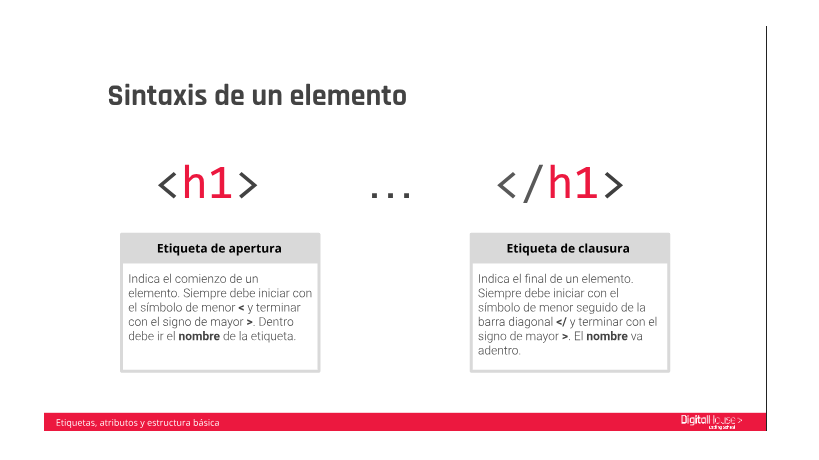 Sintaxis de un elemento
<h1> ... </h1>
Etiqueta de apertura
Indica el comienzo de un
elemento. Siempre debe iniciar con
el símbolo de menor < y terminar
con el signo de mayor >. Dentro
debe ir el nombre de la etiqueta.
Etiqueta de clausura
Indica el final de un elemento.
Siempre debe iniciar con el
símbolo de menor seguido de la
barra diagonal </ y terminar con el
signo de mayor >. El nombre va
adentro.
Etiquetas, atributos y estructura básica
DigitalHouse>
coding school